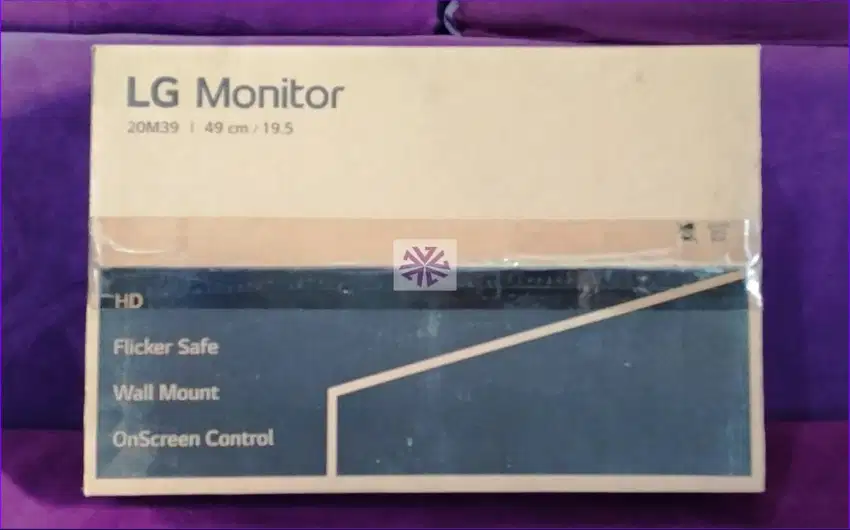 LG Monitor
20M39 | 49 cm / 19.5
HD
Flicker Safe
Wall Mount
OnScreen Control